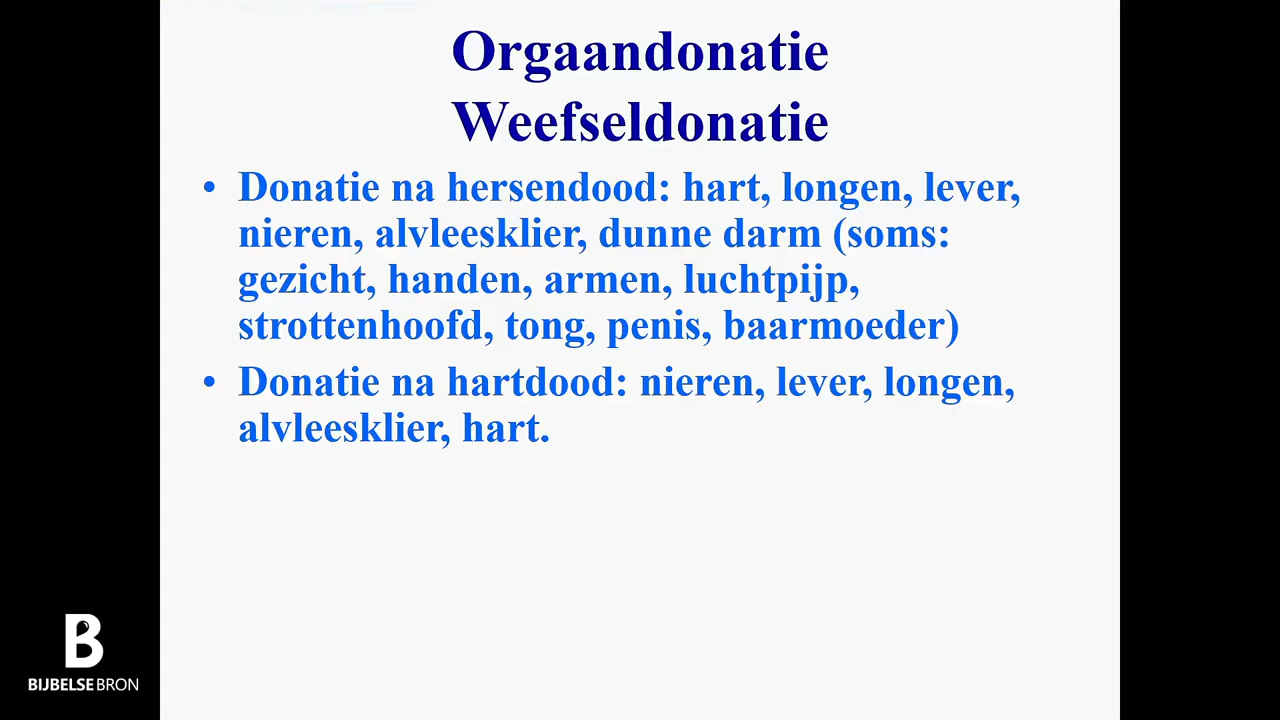 Orgaandonatie
Weefseldonatie
• Donatie na hersendood: hart, longen, lever,
nieren, alvleesklier, dunne darm (soms:
gezicht, handen, armen, luchtpijp,
strottenhoofd, tong, penis, baarmoeder)
• Donatie na hartdood: nieren, lever, longen,
alvleesklier, hart.
B
BIJBELSE BRON